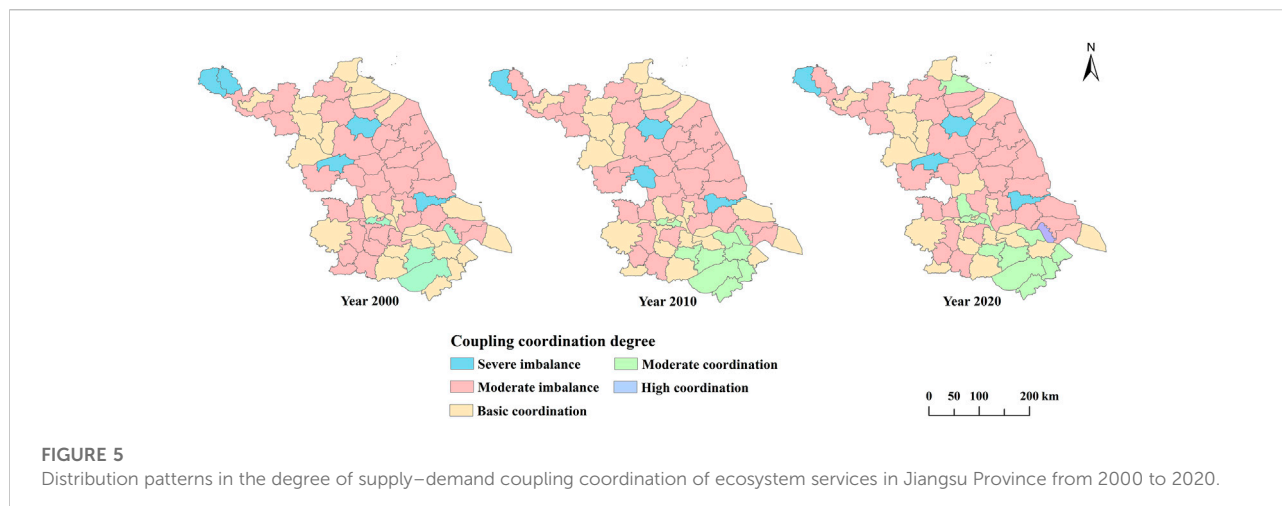 N
Year 2000
Year 2010
Year 2020
Coupling coordination degree
Severe imbalance
Moderate coordination
Moderate imbalance
High coordination
Basic coordination
0 50 100 200 km
FIGURE 5
Distribution patterns in the degree of supply–demand coupling coordination of ecosystem services in Jiangsu Province from 2000 to 2020.